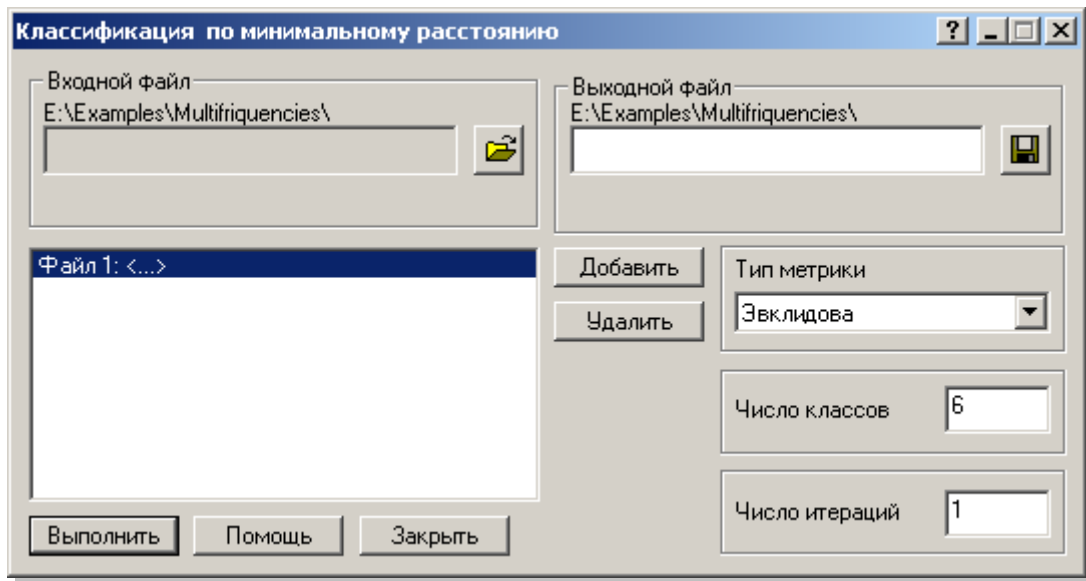 Классификация по минимальному расстоянию
Входной файл
E:\Examples\Multifriquencies\
Выходной файл
E:\Examples\Multifriquencies\
Файл 1: <...>
Добавить
Удалить
Тип метрики
Эвклидова
Число классов 6
Число итераций 1
Выполнить Помощь Закрыть